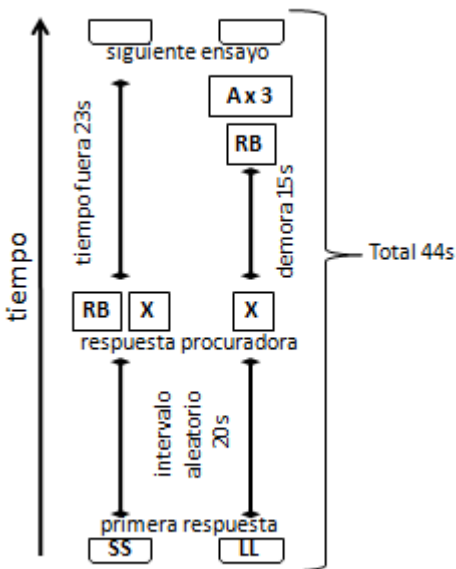 siguiente ensayo
A x 3
RB
tiempo fuera 23s
demora 15s
Total 44s
tiempo
RB X X
respuesta procuradora
intervalo
aleatorio
20s
primera respuesta
SS LL